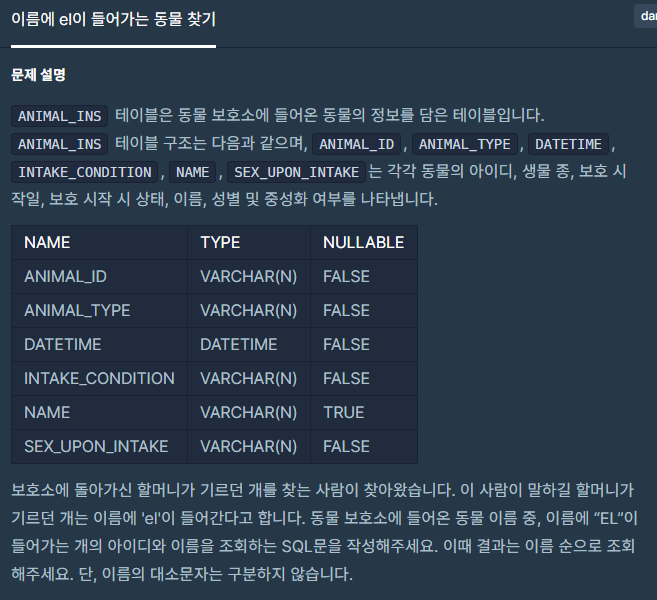 이름에 el이 들어가는 동물 찾기
문제 설명
ANIMAL_INS 테이블은 동물 보호소에 들어온 동물의 정보를 담은 테이블입니다.
ANIMAL_INS 테이블 구조는 다음과 같으며, ANIMAL_ID , ANIMAL_TYPE , DATETIME ,
INTAKE_CONDITION , NAME , SEX_UPON_INTAKE 는 각각 동물의 아이디, 생물 종, 보호 시
작일, 보호 시작 시 상태, 이름, 성별 및 중성화 여부를 나타냅니다.
NAME TYPE NULLABLE
ANIMAL_ID VARCHAR(N) FALSE
ANIMAL_TYPE VARCHAR(N) FALSE
DATETIME DATETIME FALSE
INTAKE_CONDITION VARCHAR(N) FALSE
NAME VARCHAR(N) TRUE
SEX_UPON_INTAKE VARCHAR(N) FALSE
보호소에 돌아가신 할머니가 기르던 개를 찾는 사람이 찾아왔습니다. 이 사람이 말하길 할머니가
기르던 개는 이름에 'el'이 들어간다고 합니다. 동물 보호소에 들어온 동물 이름 중, 이름에 “EL”이
들어가는 개의 아이디와 이름을 조회하는 SQL문을 작성해주세요. 이때 결과는 이름 순으로 조회
해주세요. 단, 이름의 대소문자는 구분하지 않습니다.